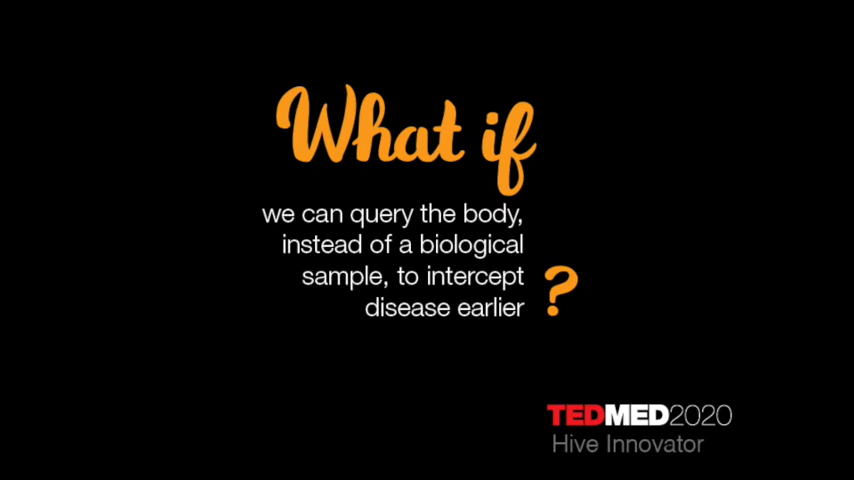 What if
we can query the body,
instead of a biological
sample, to intercept
disease earlier ?
TEDMED2020
Hive Innovator